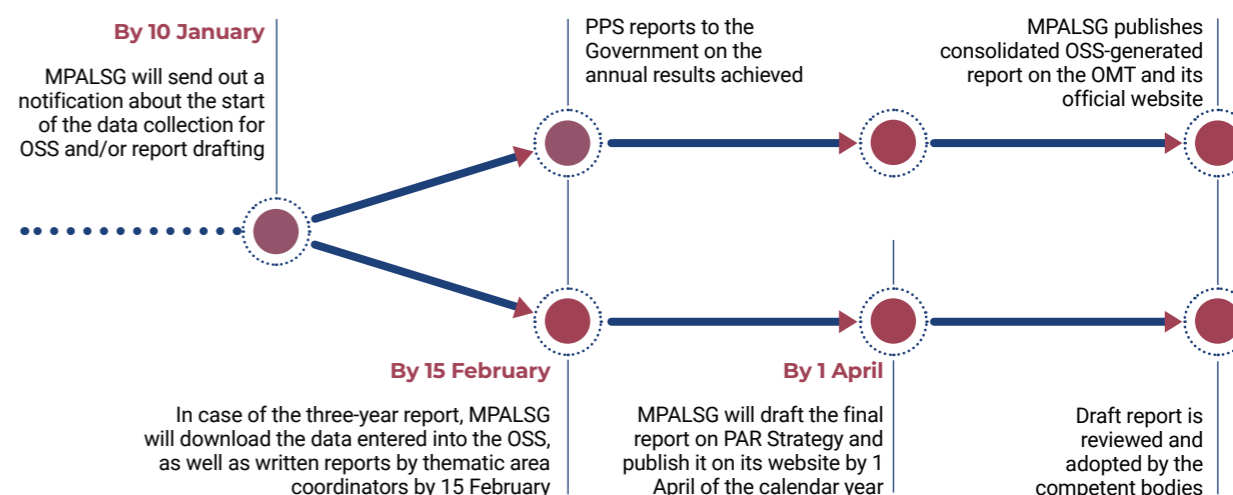 By 10 January
MPALSG will send out a
notification about the start
of the data collection for
OSS and/or report drafting
PPS reports to the
Government on the
annual results achieved
MPALSG publishes
consolidated OSS-generated
report on the OMT and its
official website
By 15 February
In case of the three-year report, MPALSG
will download the data entered into the OSS,
as well as written reports by thematic area
coordinators by 15 February
By 1 April
MPALSG will draft the final
report on PAR Strategy and
publish it on its website by 1
April of the calendar year
Draft report is
reviewed and
adopted by the
competent bodies